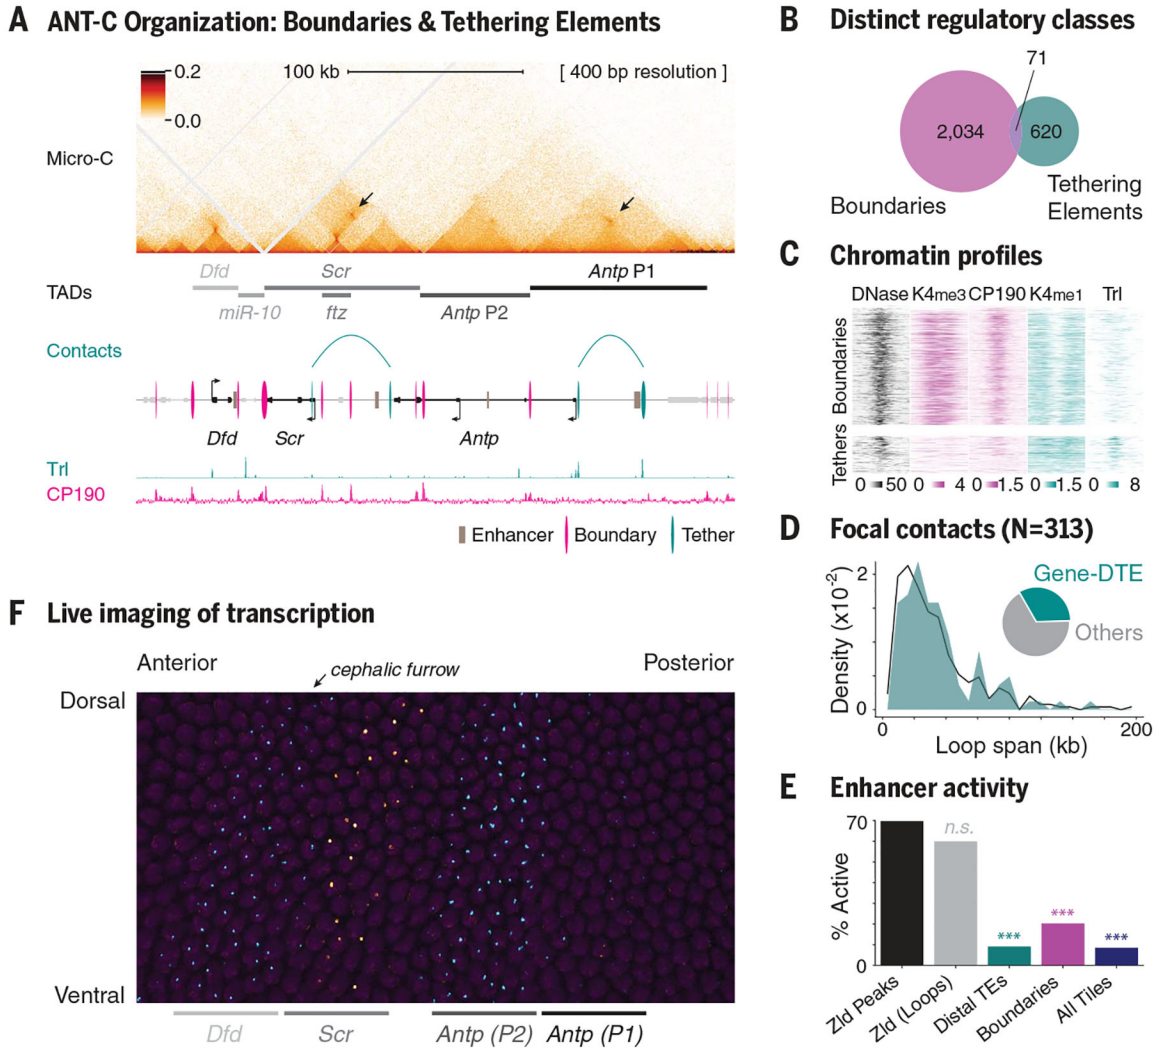 A ANT-C Organization: Boundaries & Tethering Elements
0.2
0.0
100 kb
[ 400 bp resolution ]
Micro-C
TADs
Dfd
Scr
Antp P1
miR-10
ftz
Antp P2
Contacts
Dfd
Scr
Antp
Trl
CP190
Enhancer
Boundary
Tether
B Distinct regulatory classes
71
2,034
620
Boundaries
Tethering
Elements
C Chromatin profiles
DNase K4me3 CP190 K4me1 Trl
Boundaries
Tethers
0 50 0 4 0 1.5 0 1.5 0 8
D Focal contacts (N=313)
Density (x10-2)
2
0
Gene-DTE
Others
0
200
Loop span (kb)
E Enhancer activity
% Active
70
0
n.s.
***
***
***
Zld Peaks
Zld (Loops)
Distal TEs
Boundaries
All Tiles
F Live imaging of transcription
Anterior
cephalic furrow
Posterior
Dorsal
Ventral
Dfd
Scr
Antp (P2)
Antp (P1)